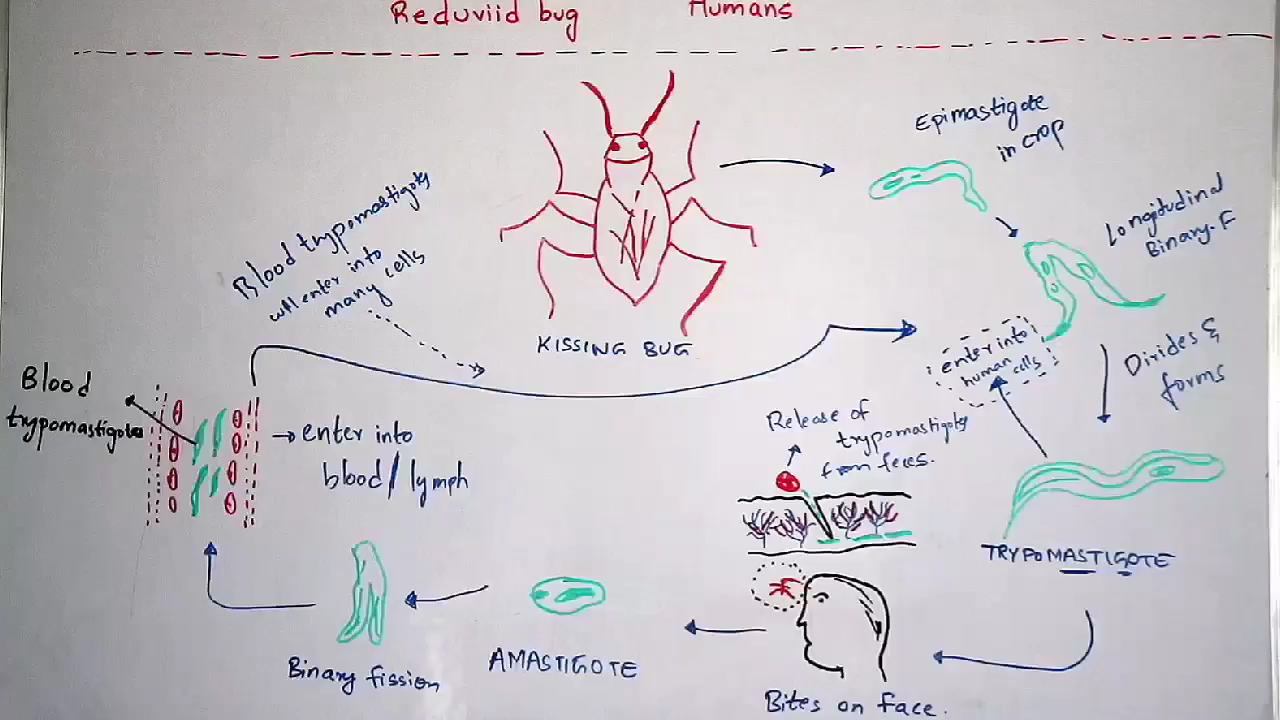 Reduviid bug Humans
Epimastigote
in crop
Longitudinal
Binary.F
Blood trypomastigots
will enter into
many cells
KISSING BUG
enter into
human cells
Divides &
forms
Blood
trypomastigote
→ enter into
blood/lymph
Release of
trypomastigots
from feces.
TRYPOMASTIGOTE
AMASTIGOTE
Binary fission
Bites on face.